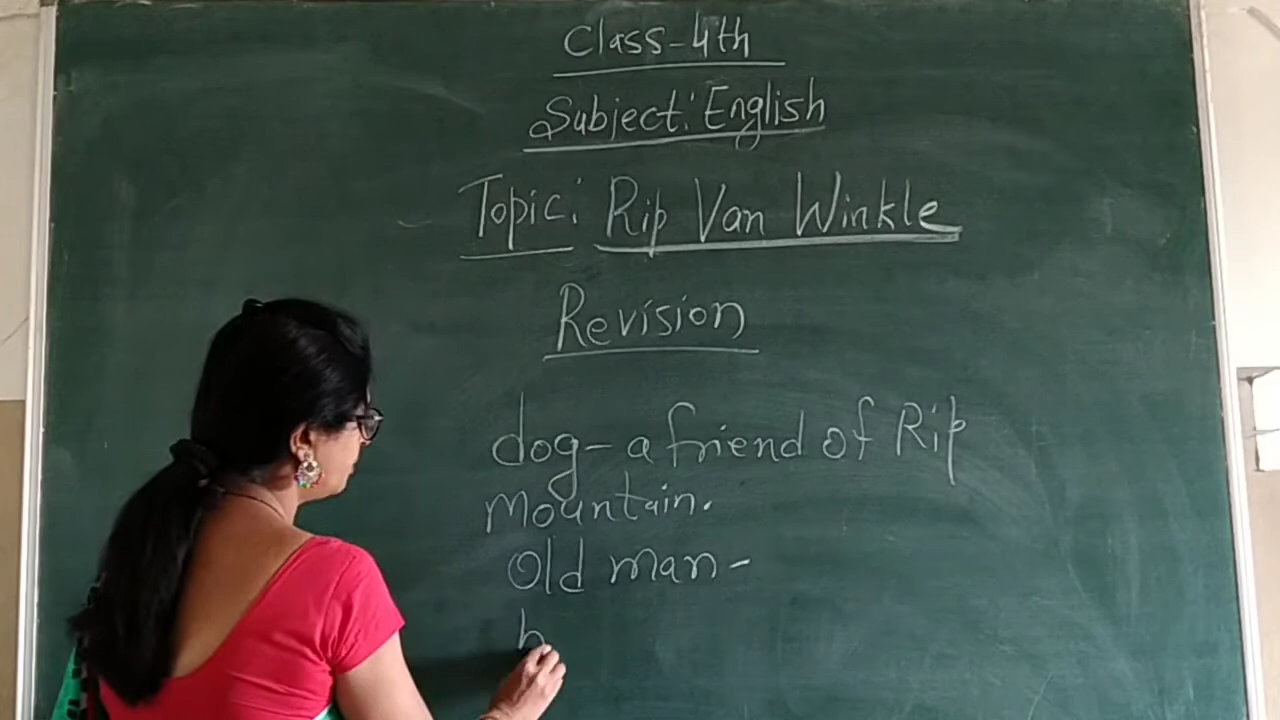 Class-4th
Subject: English
Topic: Rip Van Winkle
Revision
dog-a friend of Rip
Mountain.
Old man-
h